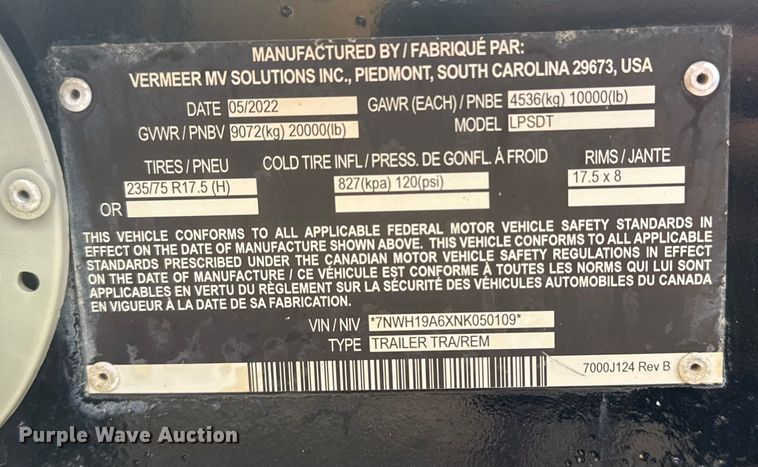 MANUFACTURED BY / FABRIQUÉ PAR:
VERMEER MV SOLUTIONS INC., PIEDMONT, SOUTH CAROLINA 29673, USA
DATE 05/2022 GAWR (EACH) / PNBE 4536(kg) 10000(lb)
GVWR / PNBV 9072(kg) 20000(lb) MODEL LPSDT
TIRES / PNEU COLD TIRE INFL / PRESS. DE GONFL. À FROID RIMS / JANTE
235/75 R17.5 (H) 827(kpa) 120(psi) 17.5 x 8
OR
THIS VEHICLE CONFORMS TO ALL APPLICABLE FEDERAL MOTOR VEHICLE SAFETY STANDARDS IN
EFFECT ON THE DATE OF MANUFACTURE SHOWN ABOVE. THIS VEHICLE CONFORMS TO ALL APPLICABLE
STANDARDS PRESCRIBED UNDER THE CANADIAN MOTOR VEHICLE SAFETY REGULATIONS IN EFFECT
ON THE DATE OF MANUFACTURE / CE VÉHICULE EST CONFORME À TOUTES LES NORMS QUI LUI SONT
APPLICABLES EN VERTU DU RÈGLEMENT SUR LA SÉCURITÉ DES VÉHICULES AUTOMOBILES DU CANADA
EN VIGUEUR À LA DATE DE SA FABRICATION.
VIN / NIV *7NWH19A6XNK050109*
TYPE TRAILER TRA/REM
7000J124 Rev B
Purple Wave Auction